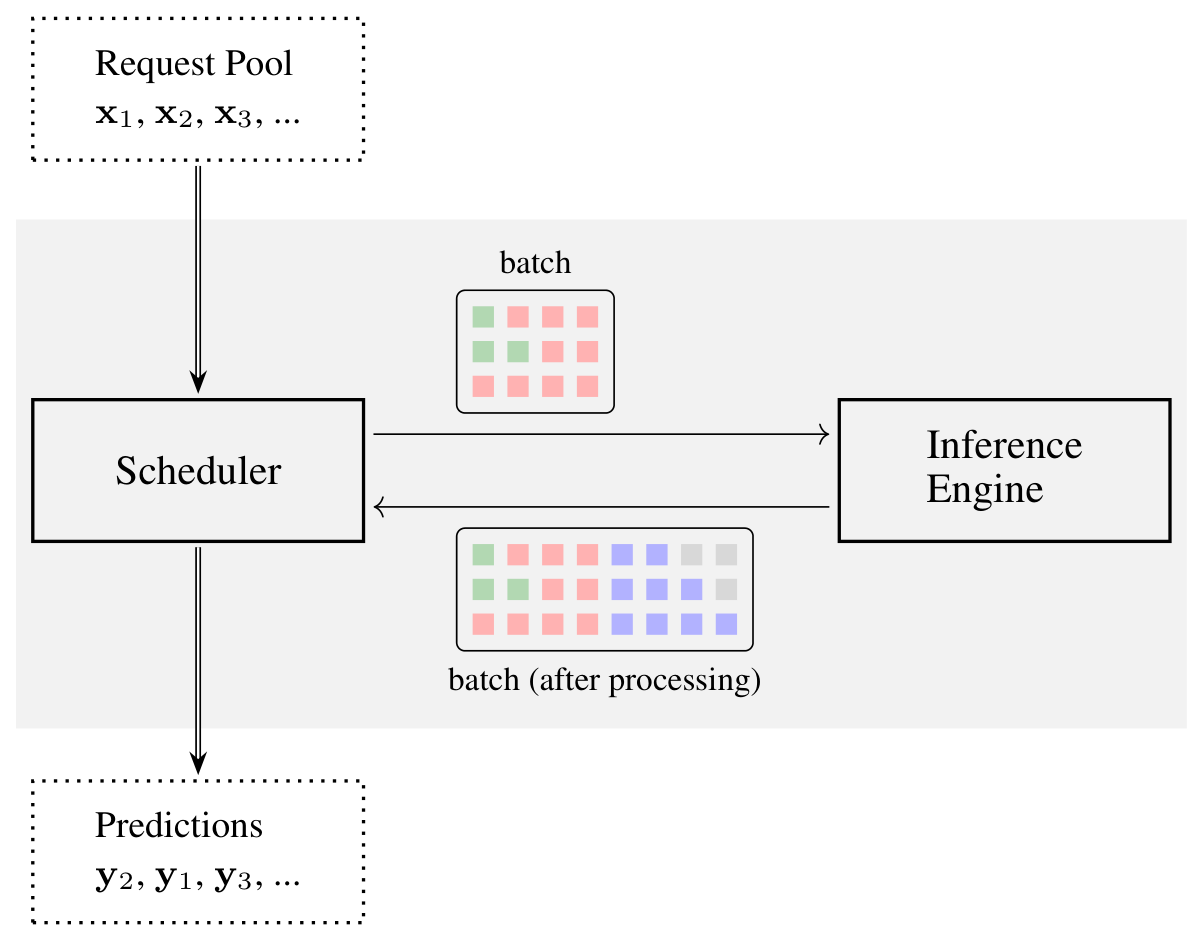 Request Pool
x₁, x₂, x₃, ...
batch
Scheduler
Inference
Engine
batch (after processing)
Predictions
y₂, y₁, y₃, ...